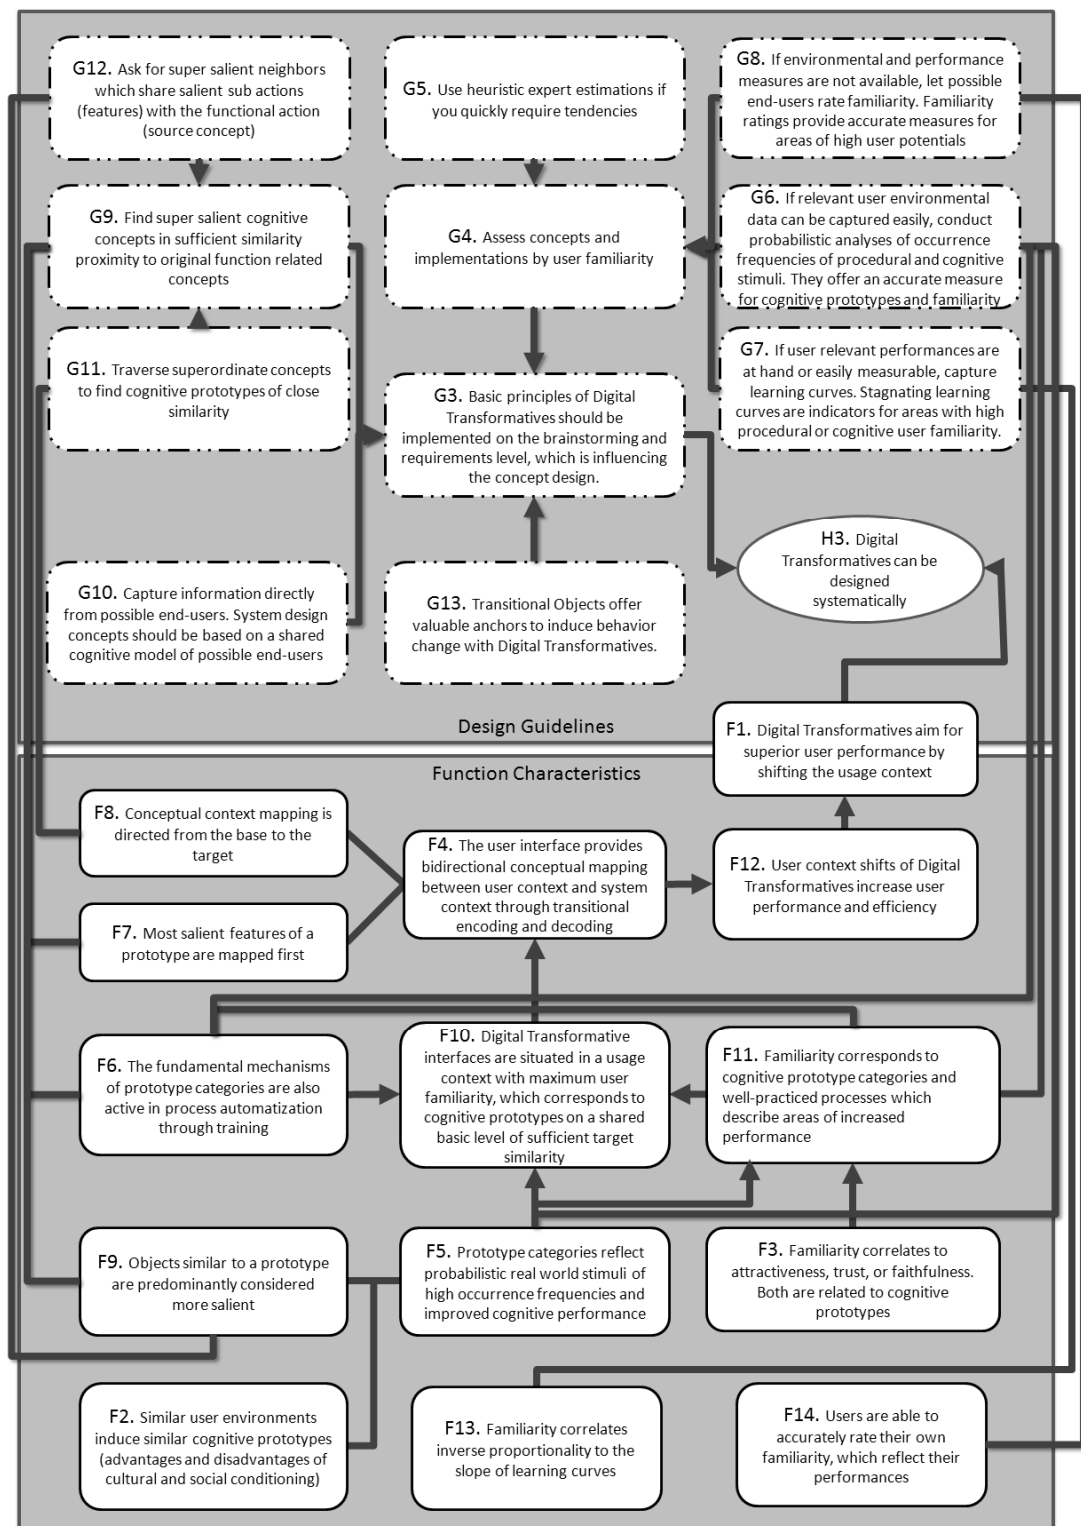 G12. Ask for super salient neighbors
which share salient sub actions
(features) with the functional action
(source concept)
G5. Use heuristic expert estimations if
you quickly require tendencies
G8. If environmental and performance
measures are not available, let possible
end-users rate familiarity. Familiarity
ratings provide accurate measures for
areas of high user potentials
G9. Find super salient cognitive
concepts in sufficient similarity
proximity to original function related
concepts
G4. Assess concepts and
implementations by user familiarity
G6. If relevant user environmental
data can be captured easily, conduct
probabilistic analyses of occurrence
frequencies of procedural and cognitive
stimuli. They offer an accurate measure
for cognitive prototypes and familiarity
G11. Traverse superordinate concepts
to find cognitive prototypes of close
similarity
G3. Basic principles of Digital
Transformatives should be
implemented on the brainstorming and
requirements level, which is influencing
the concept design.
G7. If user relevant performances are
at hand or easily measurable, capture
learning curves. Stagnating learning
curves are indicators for areas with high
procedural or cognitive user familiarity.
H3. Digital
Transformatives can be
designed
systematically
G10. Capture information directly
from possible end-users. System design
concepts should be based on a shared
cognitive model of possible end-users
G13. Transitional Objects offer
valuable anchors to induce behavior
change with Digital Transformatives.
Design Guidelines
F1. Digital Transformatives aim for
superior user performance by
shifting the usage context
Function Characteristics
F8. Conceptual context mapping is
directed from the base to the
target
F4. The user interface provides
bidirectional conceptual mapping
between user context and system
context through transitional
encoding and decoding
F12. User context shifts of Digital
Transformatives increase user
performance and efficiency
F7. Most salient features of a
prototype are mapped first
F6. The fundamental mechanisms
of prototype categories are also
active in process automatization
through training
F10. Digital Transformative
interfaces are situated in a usage
context with maximum user
familiarity, which corresponds to
cognitive prototypes on a shared
basic level of sufficient target
similarity
F11. Familiarity corresponds to
cognitive prototype categories and
well-practiced processes which
describe areas of increased
performance
F9. Objects similar to a prototype
are predominantly considered
more salient
F5. Prototype categories reflect
probabilistic real world stimuli of
high occurrence frequencies and
improved cognitive performance
F3. Familiarity correlates to
attractiveness, trust, or faithfulness.
Both are related to cognitive
prototypes
F2. Similar user environments
induce similar cognitive prototypes
(advantages and disadvantages of
cultural and social conditioning)
F13. Familiarity correlates
inverse proportionality to the
slope of learning curves
F14. Users are able to
accurately rate their own
familiarity, which reflect their
performances